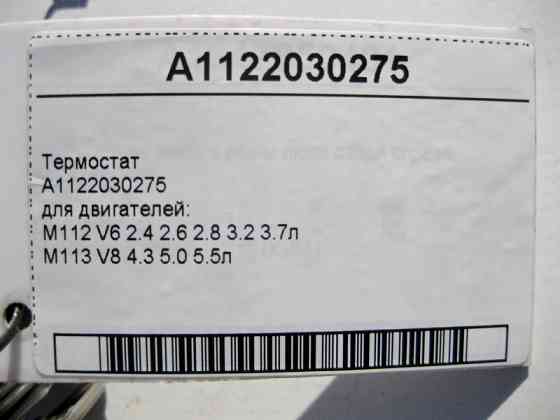 A1122030275
Термостат
A1122030275
для двигателей:
M112 V6 2.4 2.6 2.8 3.2 3.7л
M113 V8 4.3 5.0 5.5л